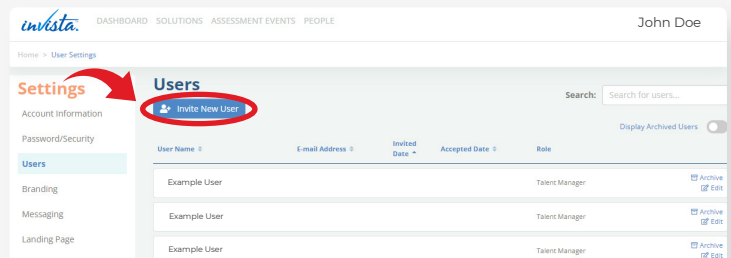 invista.
DASHBOARD SOLUTIONS ASSESSMENT EVENTS PEOPLE
John Doe
Home > User Settings
Settings
Account Information
Password/Security
Users
Branding
Messaging
Landing Page
Users
Invite New User
Search: Search for users...
Display Archived Users
User Name E-mail Address Invited Date Accepted Date Role
Example User Talent Manager Archive
Edit
Example User Talent Manager Archive
Edit
Example User Talent Manager Archive
Edit